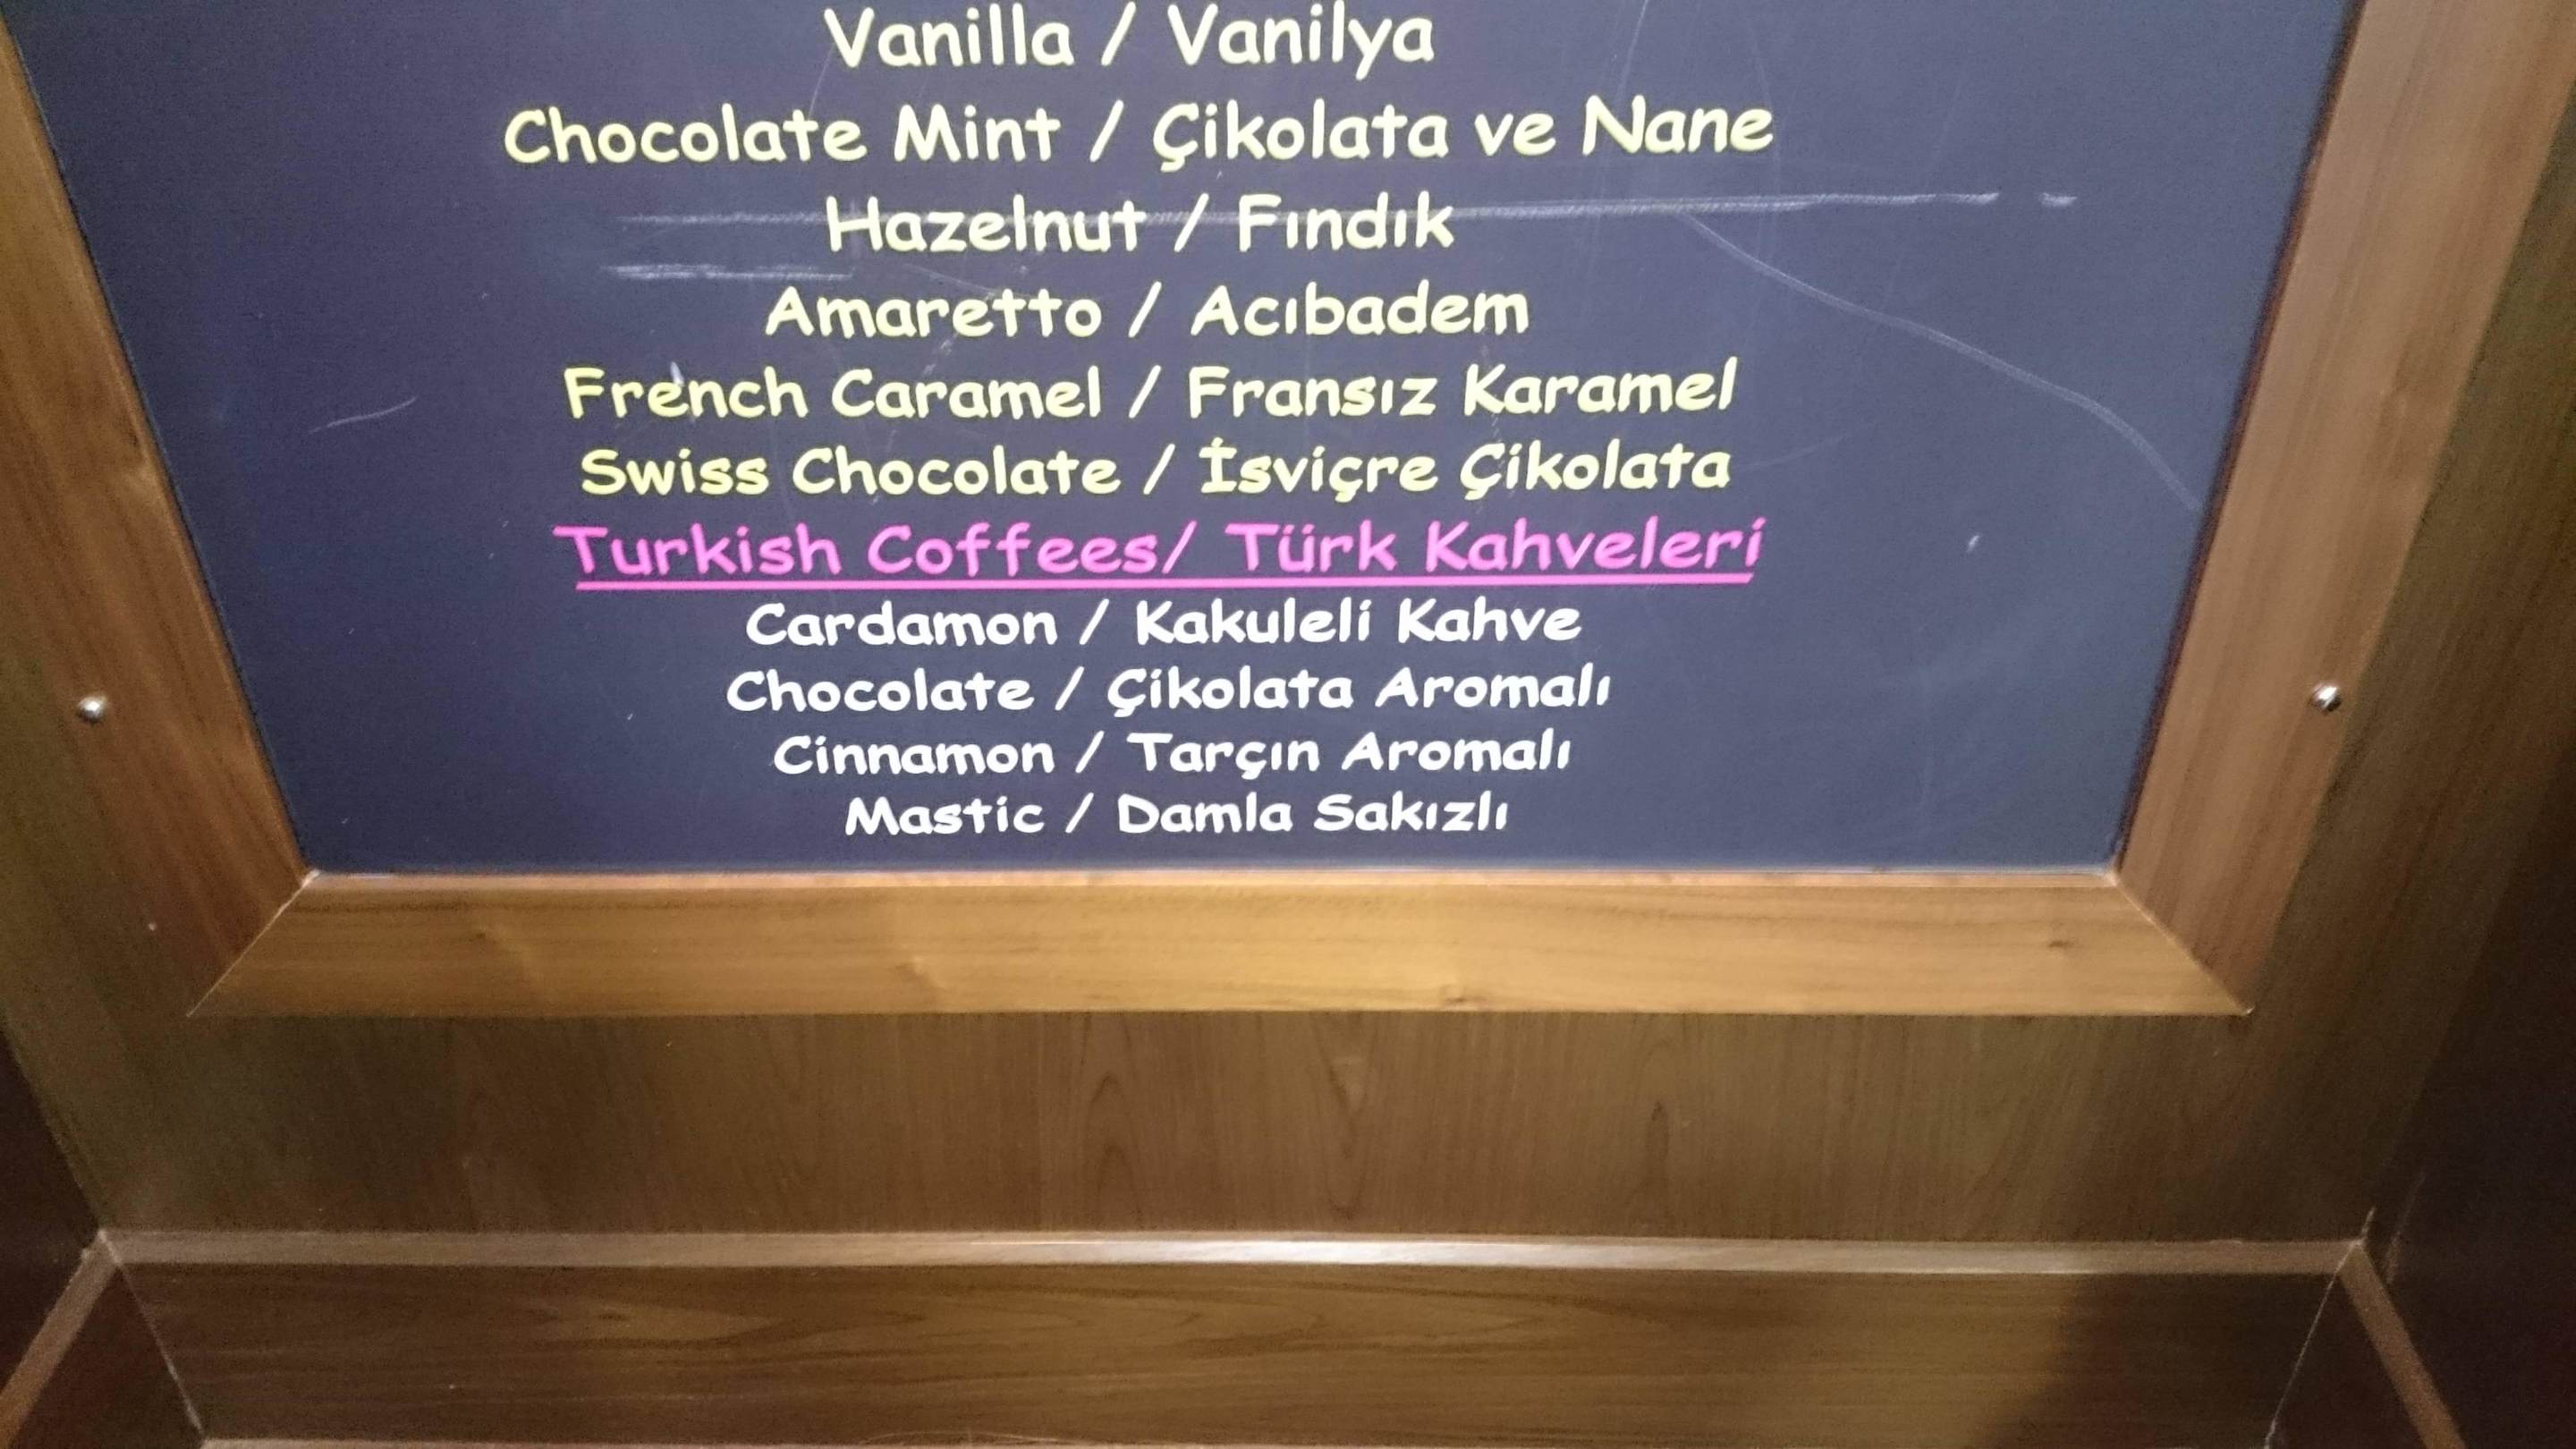 Vanilla / Vanilya
Chocolate Mint / Çikolata ve Nane
Hazelnut / Fındık
Amaretto / Acıbadem
French Caramel / Fransız Karamel
Swiss Chocolate / İsviçre Çikolata
Turkish Coffees/ Türk Kahveleri
Cardamon / Kakuleli Kahve
Chocolate / Çikolata Aromalı
Cinnamon / Tarçın Aromalı
Mastic / Damla Sakızlı